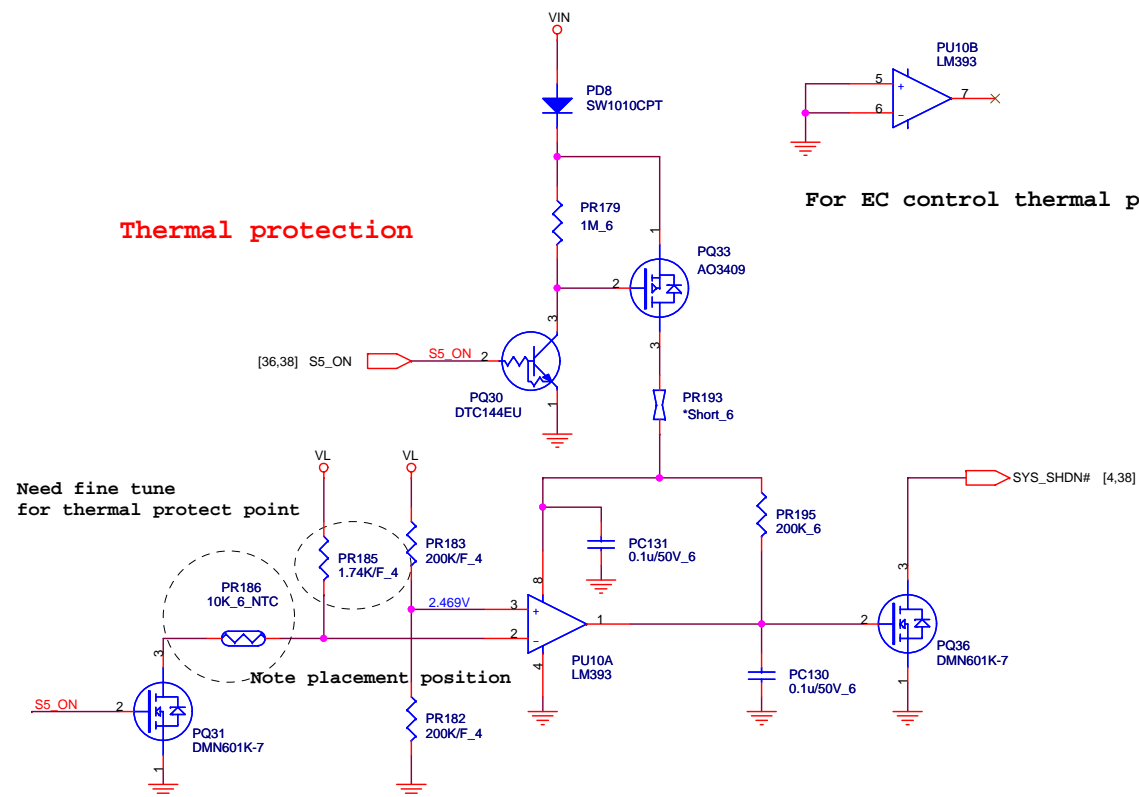 VIN
PD8
SW1010CPT
PU10B
LM393
5
+
6
-
7
For EC control thermal p
Thermal protection
PR179
1M_6
1
PQ33
AO3409
2
3
3
[36,38] S5_ON
S5_ON
2
PQ30
DTC144EU
1
PR193
*Short_6
VL
VL
SYS_SHDN# [4,38]
Need fine tune
for thermal protect point
PR185
1.74K/F_4
PR183
200K/F_4
PC131
0.1u/50V_6
PR195
200K_6
PR186
10K_6_NTC
2.469V
8
3
+
2
-
1
4
PU10A
LM393
3
2
PQ36
DMN601K-7
1
3
Note placement position
PC130
0.1u/50V_6
S5_ON
2
PQ31
DMN601K-7
1
PR182
200K/F_4